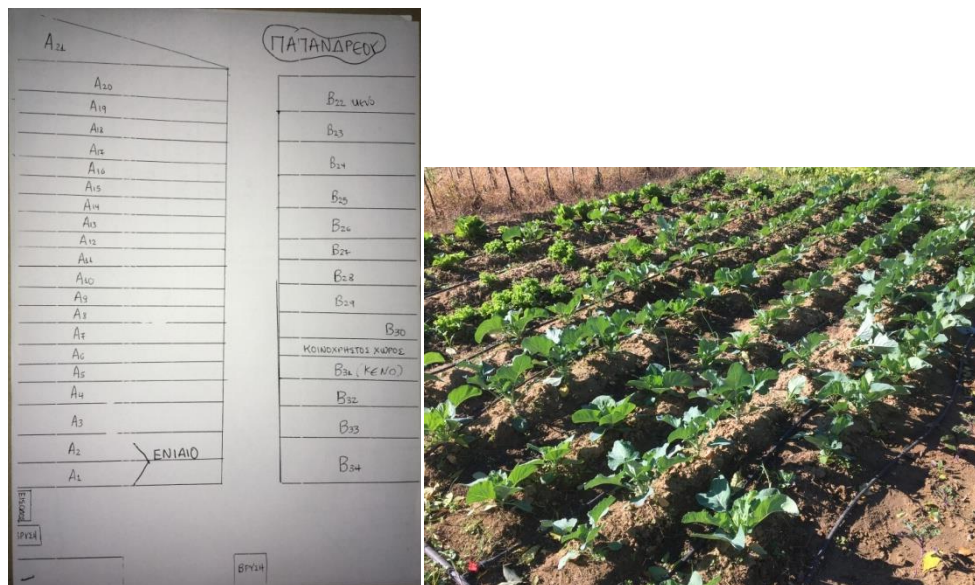 A21
A20
A19
A18
A17
A16
A15
A14
A13
A12
A11
A10
A9
A8
A7
A6
A5
A4
A3
A2
A1
ΕΝΙΑΙΟ
ΒΡΥΣΗ
ΠΑΠΑΝΔΡΕΟΥ
B22 κενό
B23
B24
B25
B26
B27
B28
B29
B30
ΚΟΙΝΟΧΡΗΣΤΟΣ ΧΩΡΟΣ
B31 (ΚΕΝΟ)
B32
B33
B34
ΒΡΥΣΗ